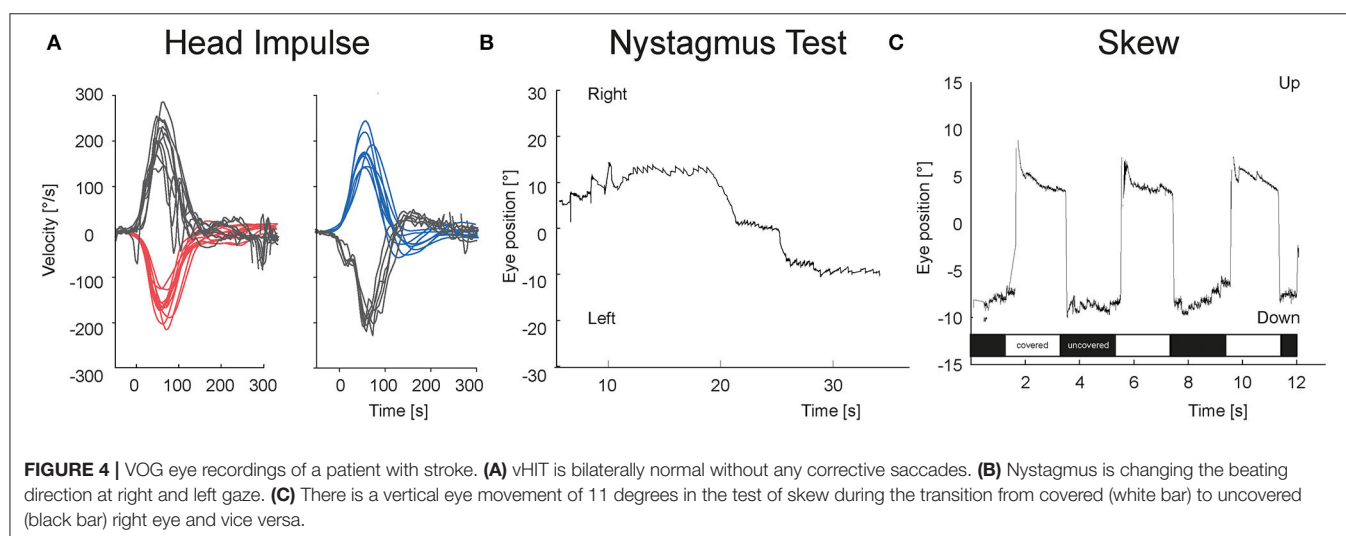 A Head Impulse
Velocity [°/s]
300
200
100
0
-100
-200
-300
0 100 200 300
0 100 200 300
Time [s]
B Nystagmus Test
Eye position [°]
30
20
10
0
-10
-20
-30
Right
Left
10 20 30
Time [s]
C Skew
Eye position [°]
15
10
5
0
-5
-10
-15
Up
Down
covered uncovered
2 4 6 8 10 12
Time [s]
FIGURE 4 | VOG eye recordings of a patient with stroke. (A) vHIT is bilaterally normal without any corrective saccades. (B) Nystagmus is changing the beating
direction at right and left gaze. (C) There is a vertical eye movement of 11 degrees in the test of skew during the transition from covered (white bar) to uncovered
(black bar) right eye and vice versa.